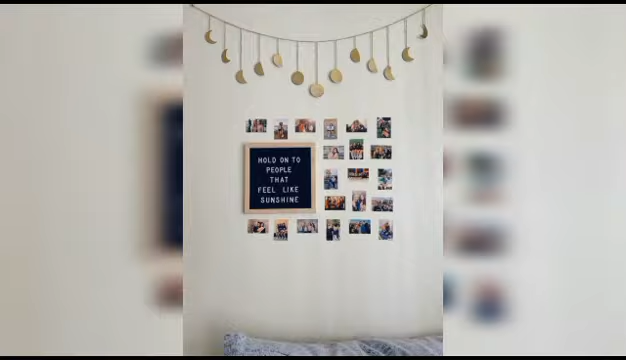 HOLD ON TO
PEOPLE
THAT
FEEL LIKE
SUNSHINE